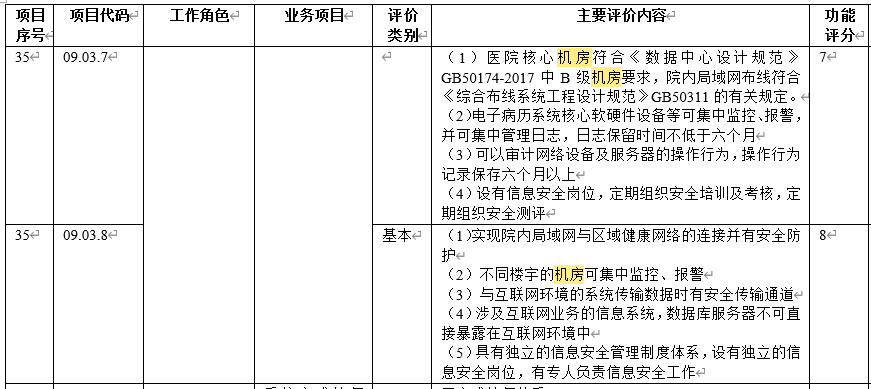 项目 项目代码 工作角色 业务项目 评价 主要评价内容 功能
序号 类别 评分
35 09.03.7 （1）医院核心机房符合《数据中心设计规范》 7
GB50174-2017 中 B 级机房要求，院内局域网布线符合
《综合布线系统工程设计规范》GB50311 的有关规定。
（2）电子病历系统核心软硬件设备等可集中监控、报警，
并可集中管理日志，日志保留时间不低于六个月
（3）可以审计网络设备及服务器的操作行为，操作行为
记录保存六个月以上
（4）设有信息安全岗位，定期组织安全培训及考核，定
期组织安全测评
35 09.03.8 基本 （1）实现院内局域网与区域健康网络的连接并有安全防 8
护
（2）不同楼宇的机房可集中监控、报警
（3）与互联网环境的系统传输数据时有安全传输通道
（4）涉及互联网业务的信息系统，数据库服务器不可直
接暴露在互联网环境中
（5）具有独立的信息安全管理制度体系，设有独立的信
息安全岗位，有专人负责信息安全工作